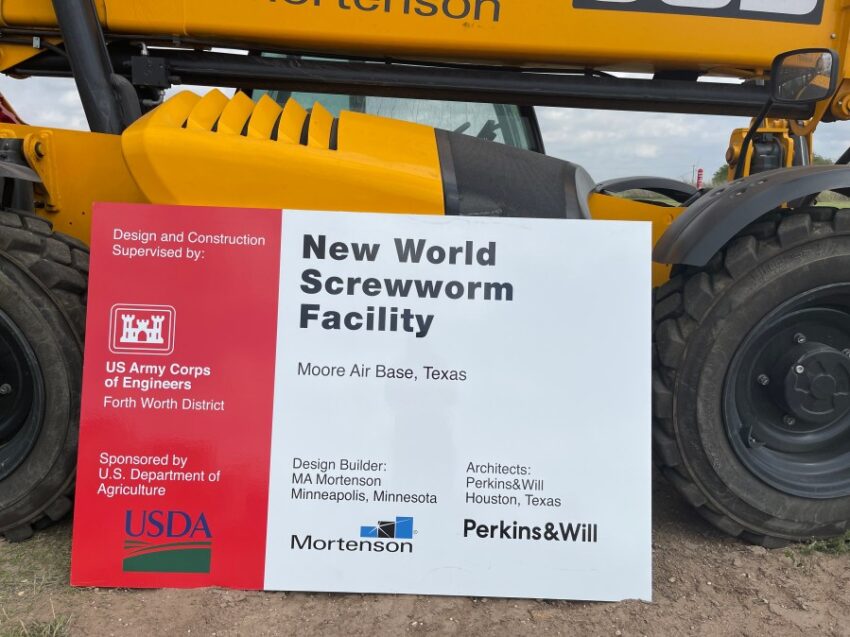 Mortenson
Design and Construction
Supervised by:
US Army Corps
of Engineers
Forth Worth District
Sponsored by
U.S. Department of
Agriculture
USDA
New World
Screwworm
Facility
Moore Air Base, Texas
Design Builder:
MA Mortenson
Minneapolis, Minnesota
Mortenson
Architects:
Perkins&Will
Houston, Texas
Perkins&Will